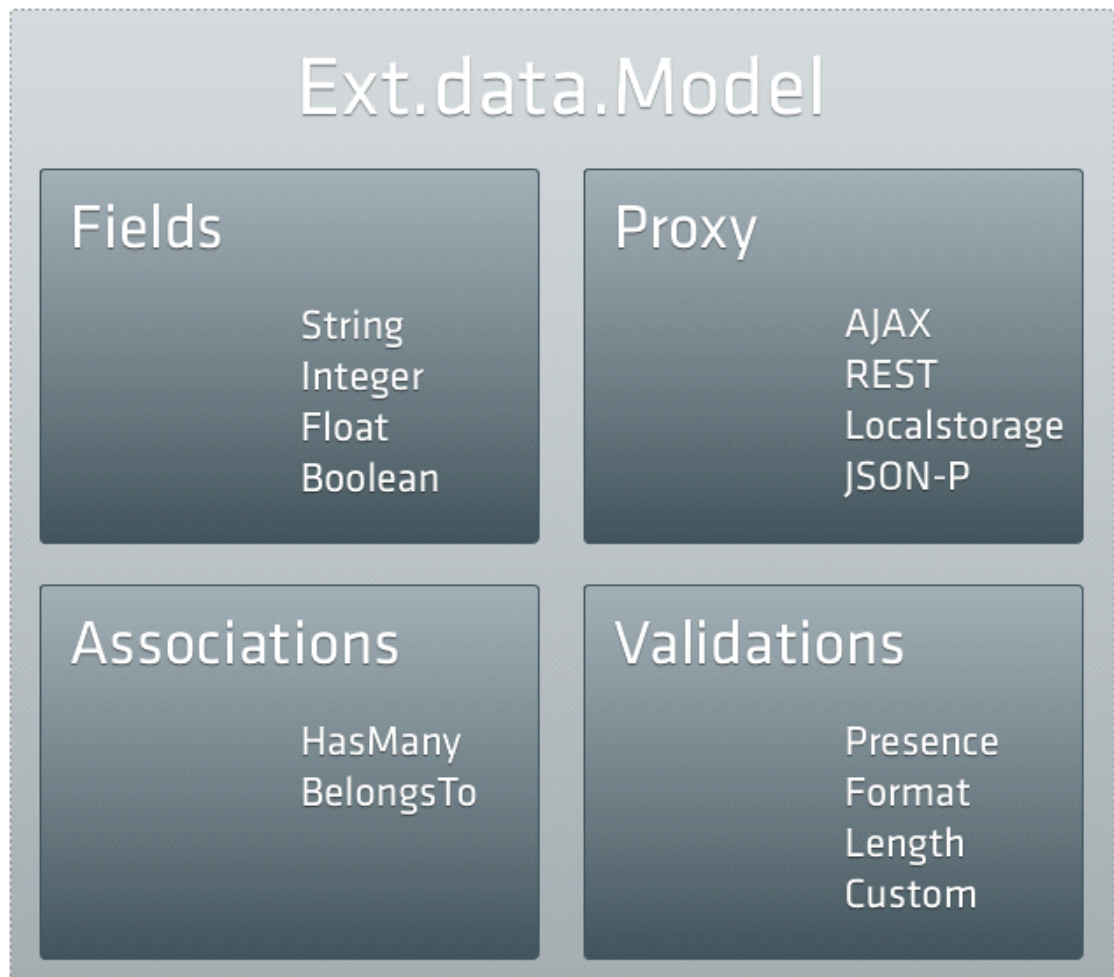 Ext.data.Model
Fields
String
Integer
Float
Boolean
Proxy
AJAX
REST
Localstorage
JSON-P
Associations
HasMany
BelongsTo
Validations
Presence
Format
Length
Custom